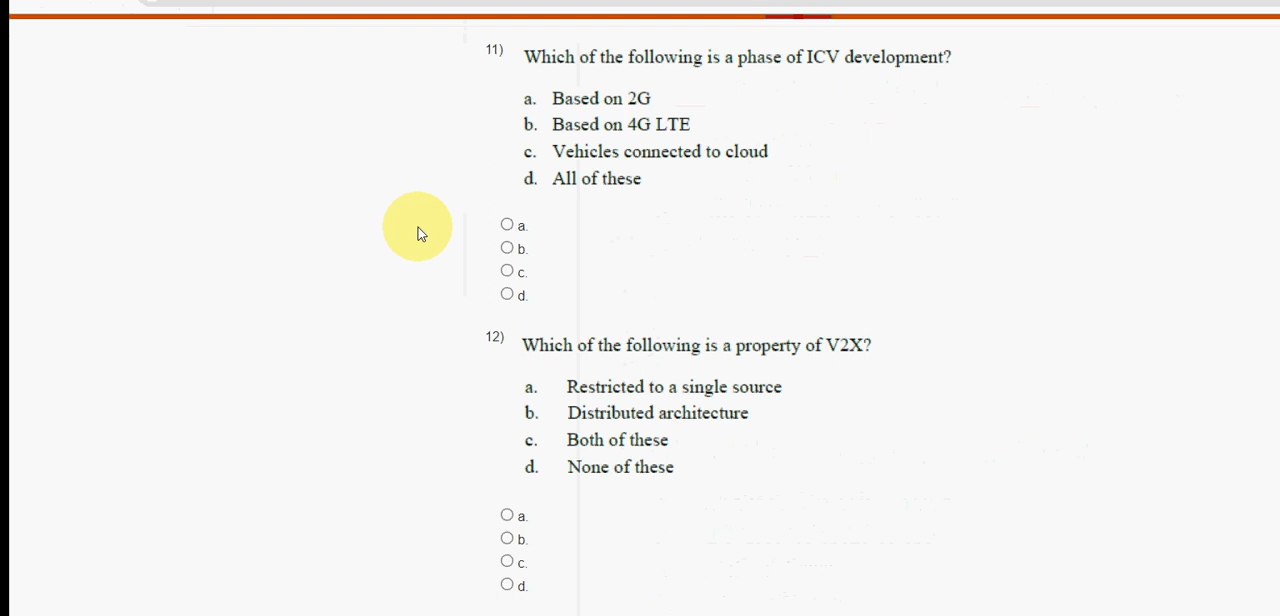 11) Which of the following is a phase of ICV development?
a. Based on 2G
b. Based on 4G LTE
c. Vehicles connected to cloud
d. All of these
a.
b.
c.
d.
12) Which of the following is a property of V2X?
a. Restricted to a single source
b. Distributed architecture
c. Both of these
d. None of these
a.
b.
c.
d.